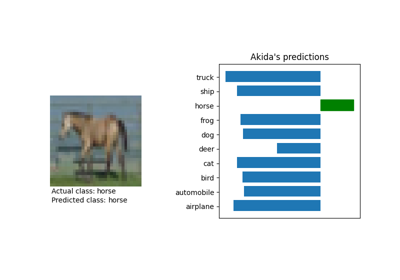 Akida's predictions
truck
ship
horse
frog
dog
deer
cat
bird
automobile
airplane
Actual class: horse
Predicted class: horse